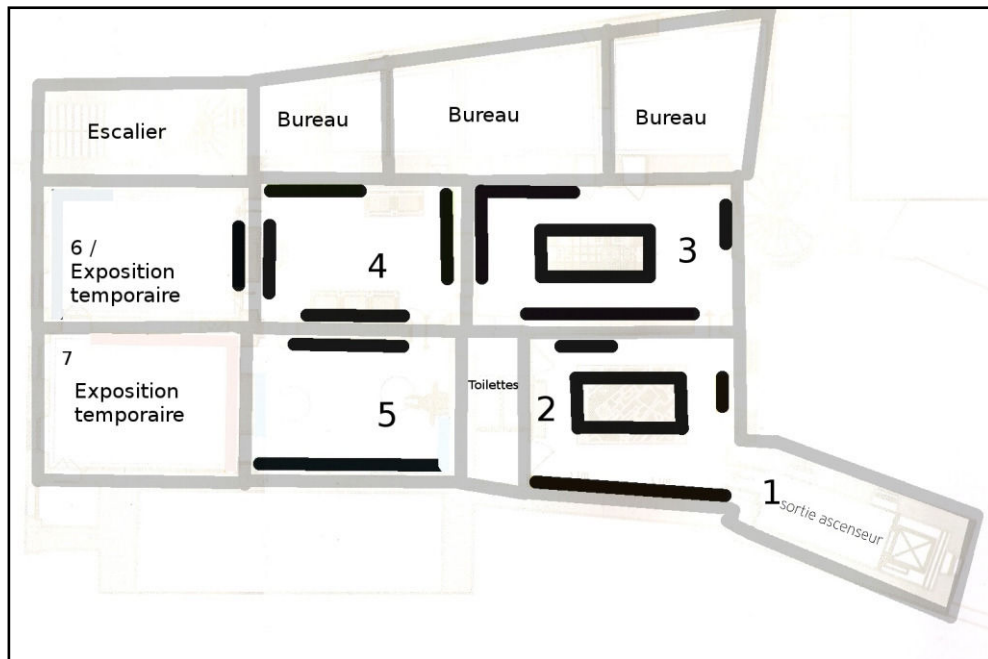 Escalier
Bureau
Bureau
Bureau
6 /
Exposition
temporaire
4
3
7
Exposition
temporaire
5
Toilettes
2
1
sortie ascenseur